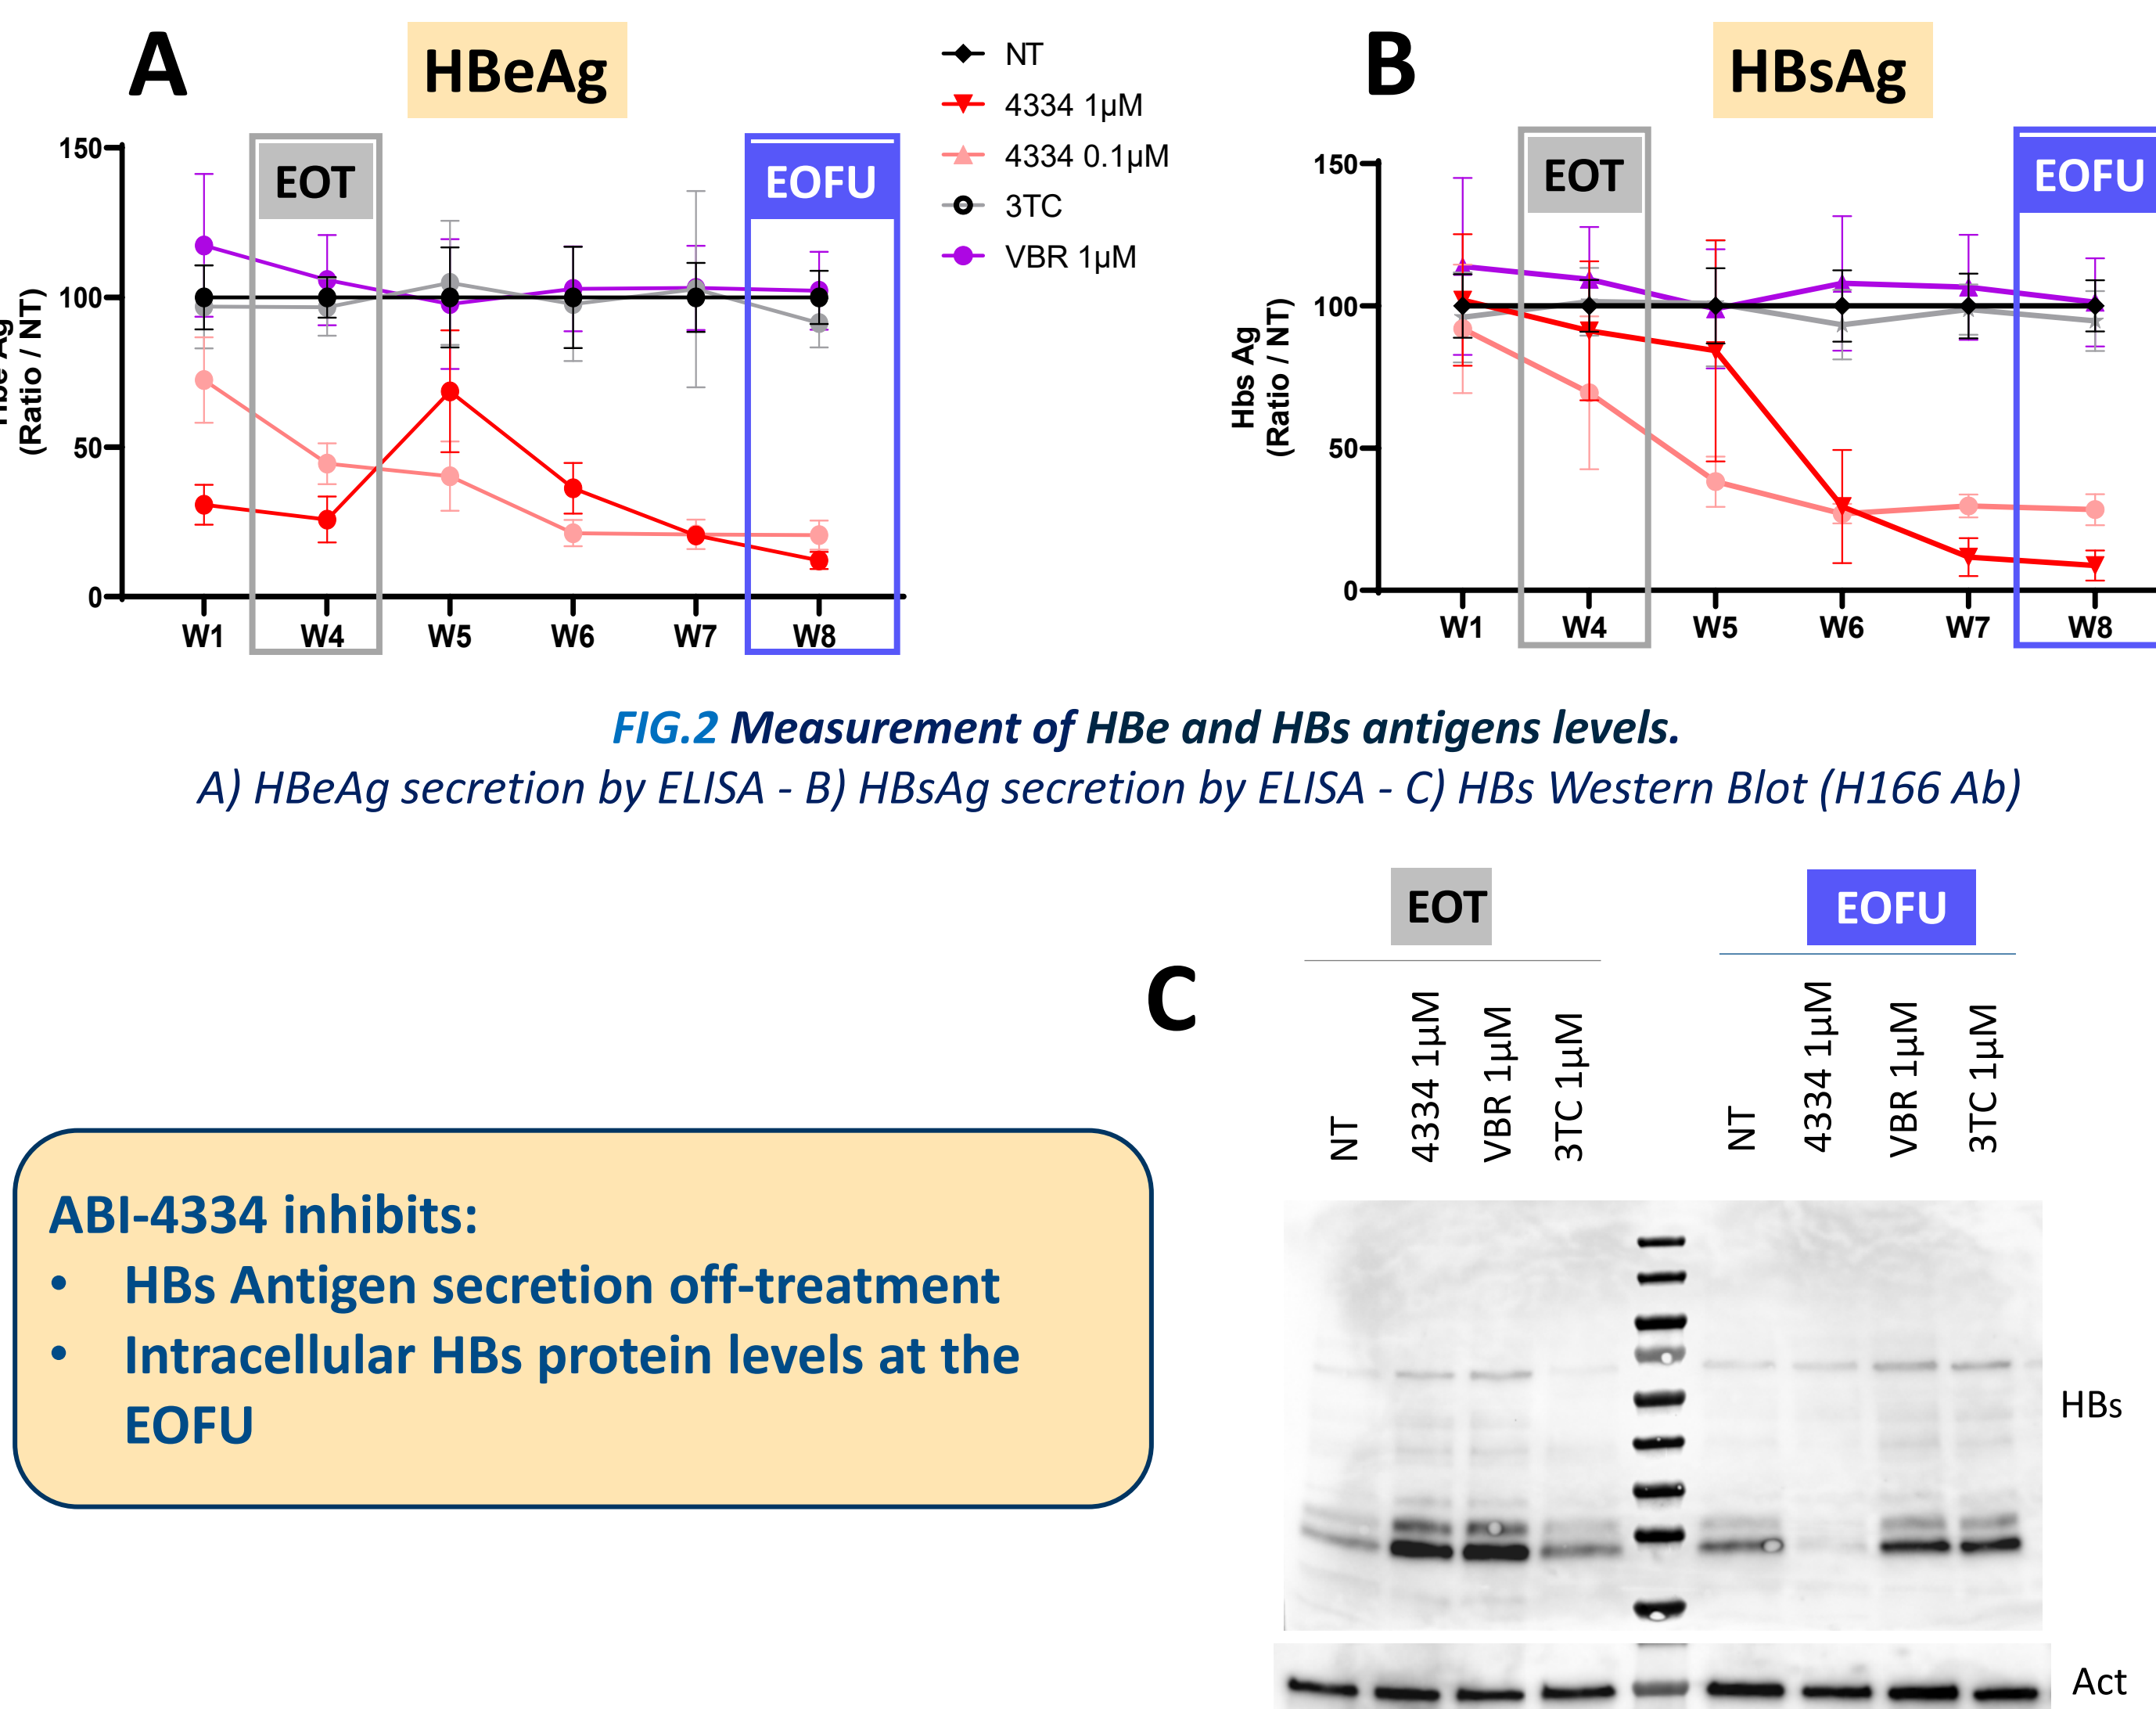 A
HBeAg
NT
4334 1µM
4334 0.1µM
3TC
VBR 1µM
B
HBsAg
EOT
EOFU
150
100
50
0
Ag
(Ratio / NT)
W1
W4
W5
W6
W7
W8
EOT
EOFU
150
100
50
0
Hbs Ag
(Ratio / NT)
W1
W4
W5
W6
W7
W8
FIG.2 Measurement of HBe and HBs antigens levels.
A) HBeAg secretion by ELISA - B) HBsAg secretion by ELISA - C) HBs Western Blot (H166 Ab)
C
EOT
EOFU
NT
4334 1µM
VBR 1µM
3TC 1µM
NT
4334 1µM
VBR 1µM
3TC 1µM
HBs
Act
ABI-4334 inhibits:
• HBs Antigen secretion off-treatment
• Intracellular HBs protein levels at the
EOFU